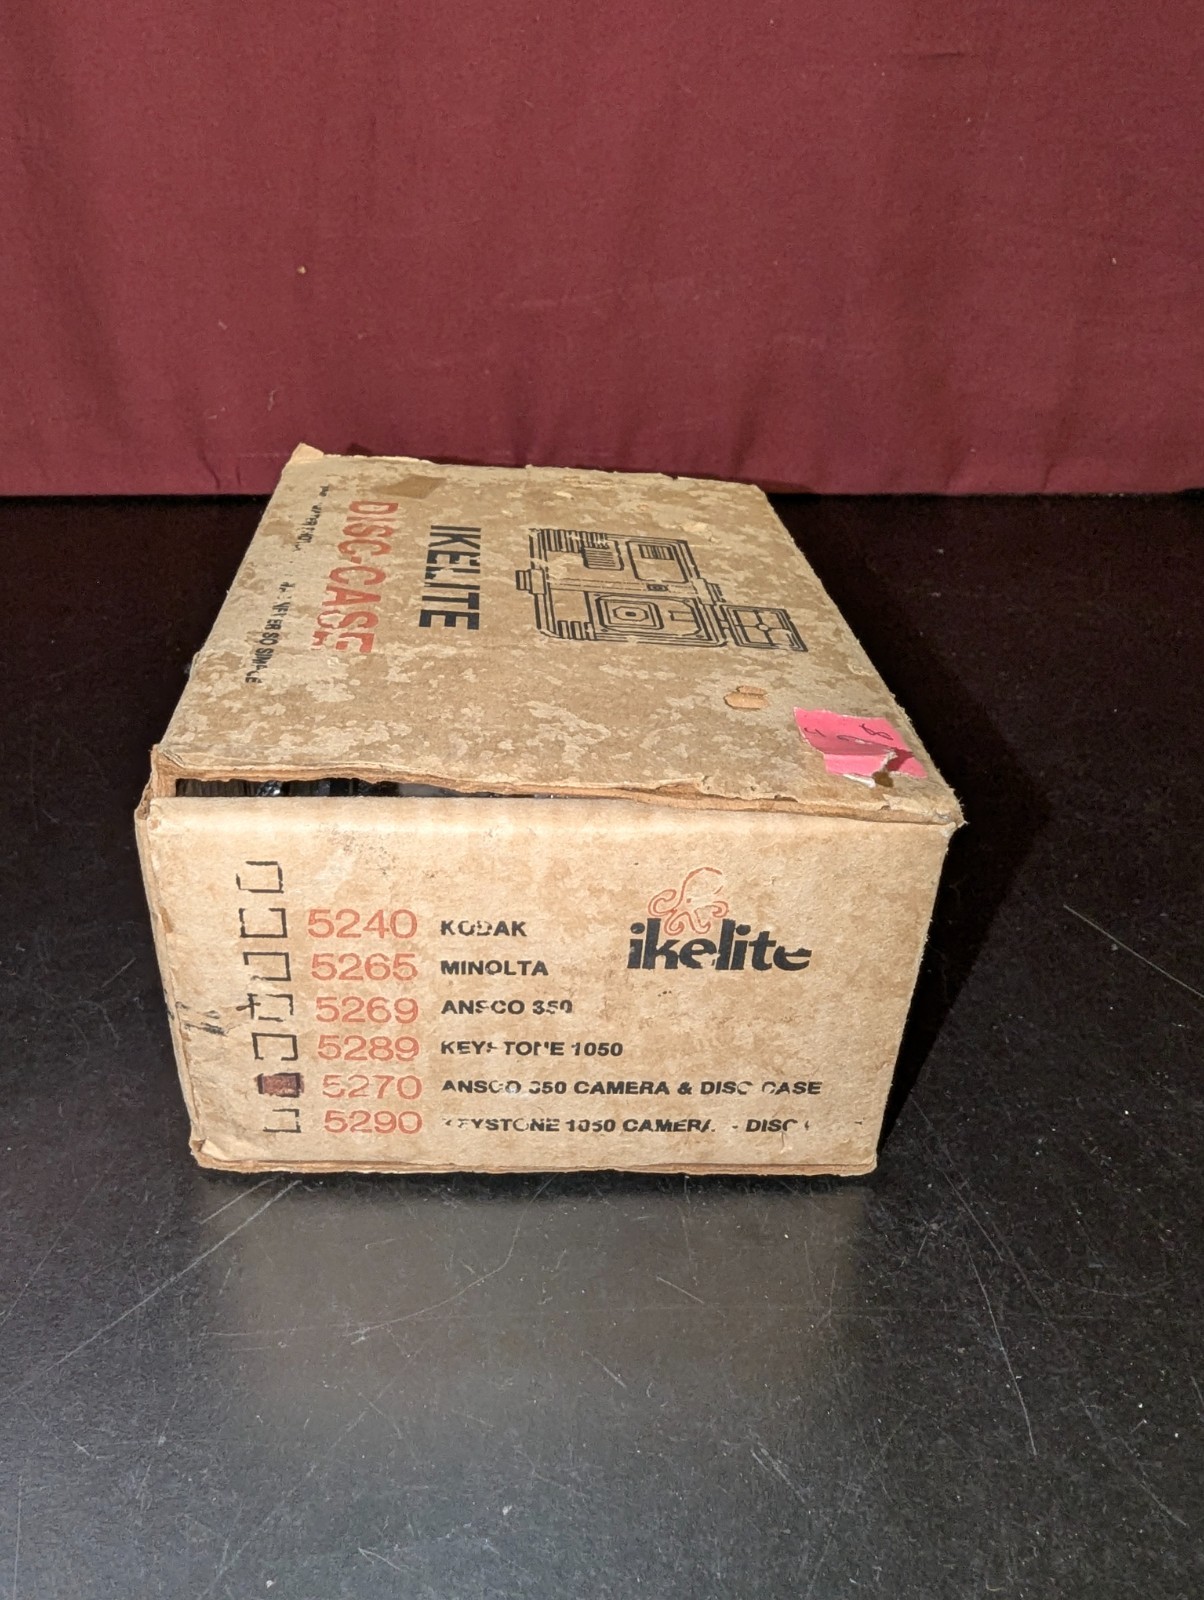 IKELITE
DISC-CASE
5240 KODAK
ikelite
5265 MINOLTA
5269 ANSCO 350
5289 KEYSTONE 1050
5270 ANSCO 350 CAMERA & DISC CASE
5290 KEYSTONE 1050 CAMERA DISC